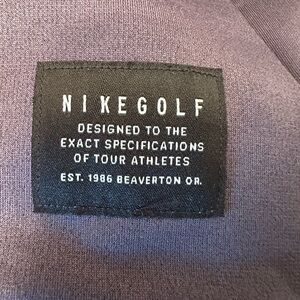 NIKEGOLF
DESIGNED TO THE
EXACT SPECIFICATIONS
OF TOUR ATHLETES
EST. 1986 BEAVERTON OR.